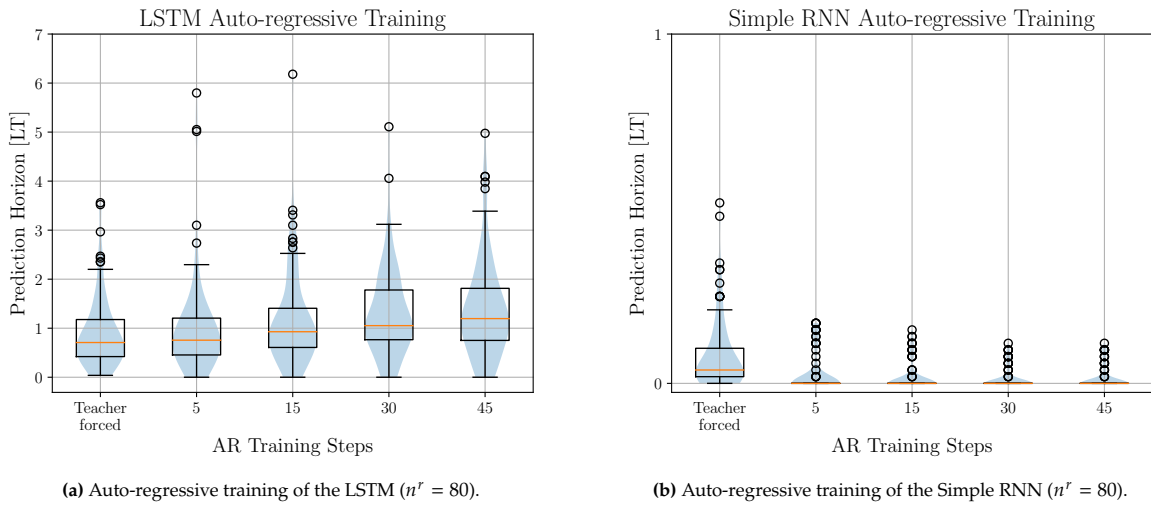 LSTM Auto-regressive Training
7
6
5
4
3
2
1
0
Prediction Horizon [LT]
Teacher
forced
5
15
30
45
AR Training Steps
(a) Auto-regressive training of the LSTM (nʳ = 80).
Simple RNN Auto-regressive Training
1
0
Prediction Horizon [LT]
Teacher
forced
5
15
30
45
AR Training Steps
(b) Auto-regressive training of the Simple RNN (nʳ = 80).